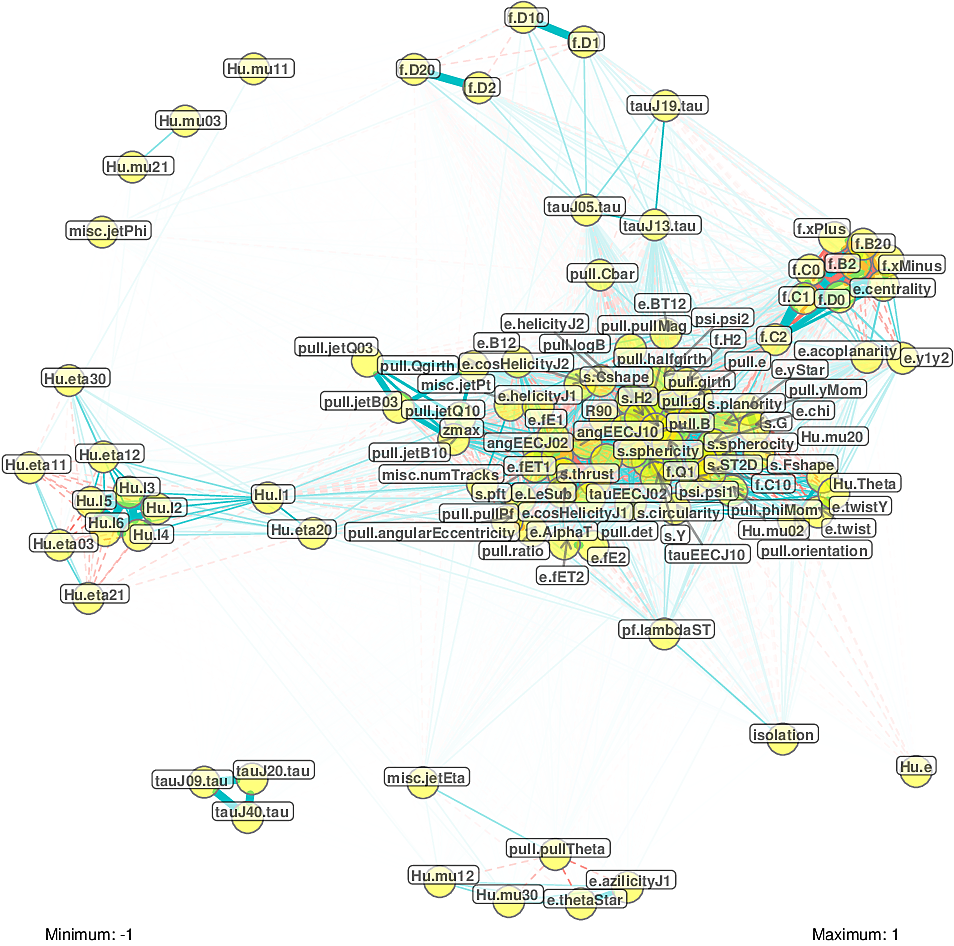 f.D10
f.D1
f.D20
Hu.mu11
f.D2
tauJ19.tau
Hu.mu03
Hu.mu21
tauJ05.tau
misc.jetPhi
tauJ13.tau
f.xPlus
f.B20
f.B2
f.xMinus
f.C0
pull.Cbar
e.centrality
f.C1
f.D0
e.BT12
psi.psi2
e.helicityJ2
pull.pullMag
f.H2
f.C2
e.B12
pull.logB
pull.jetQ03
e.acoplanarity
e.y1y2
pull.halfgirth
pull.e
pull.Qgirth
e.cosHelicityJ2
e.yStar
misc.jetPt
s.Cshape
pull.girth
Hu.eta30
pull.yMom
e.helicityJ1
s.H2
pull.d
s.planority
pull.jetB03
pull.jetQ10
R90
e.chi
e.fE1
pull.B
s.G
zmax
angEECJ10
Hu.mu20
angEECJ02
s.spherocity
pull.jetB10
s.sphericity
Hu.eta12
Hu.eta11
e.fET1
s.ST2D
s.Fshape
misc.numTracks
s.thrust
f.Q1
f.C10
Hu.Theta
Hu.I3
s.pft
e.LeSub
tauEECJ02
psi.psi1
Hu.I5
Hu.I1
Hu.I2
e.twistY
pull.pullPf
e.cosHelicityJ1
s.circularity
pull.phiMom
Hu.I6
Hu.eta20
Hu.I4
pull.angularEccentricity
e.AlphaT
pull.det
s.Y
Hu.mu02
e.twist
Hu.eta03
pull.ratio
e.fE2
tauEECJ10
pull.orientation
e.fET2
Hu.eta21
pf.lambdaST
isolation
Hu.e
tauJ09.tau
tauJ20.tau
misc.jetEta
tauJ40.tau
pull.pullTheta
Hu.mu12
e.azilicityJ1
Hu.mu30
e.thetaStar
Minimum: -1
Maximum: 1